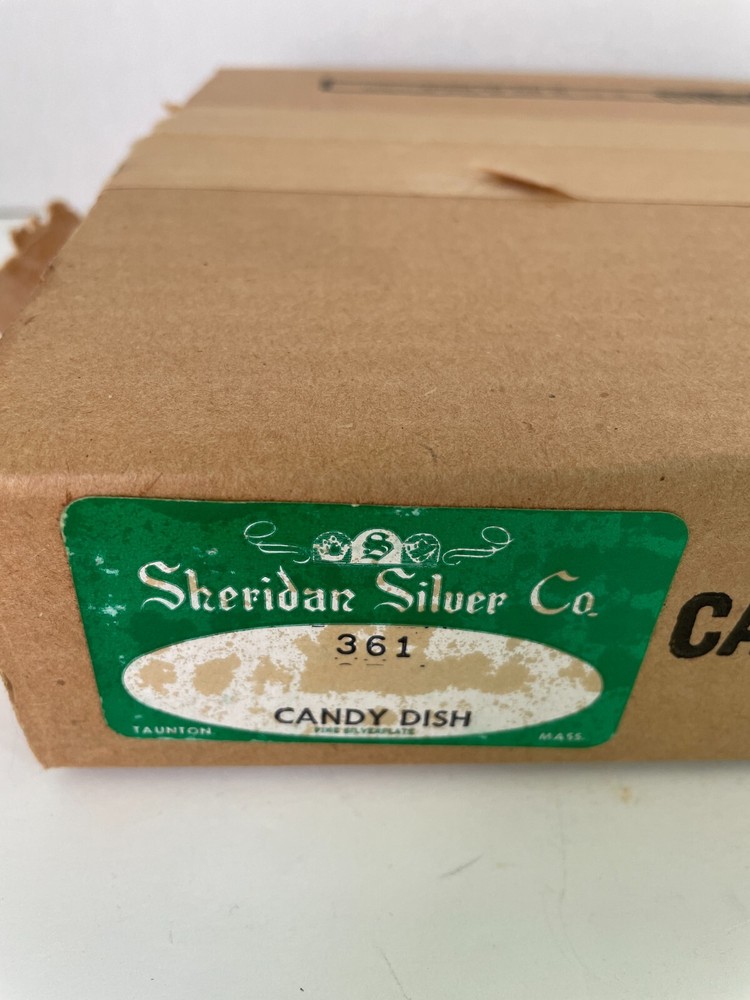 S
Sheridan Silver Co.
361
CANDY DISH
FINE SILVERPLATE
TAUNTON MASS.
CA